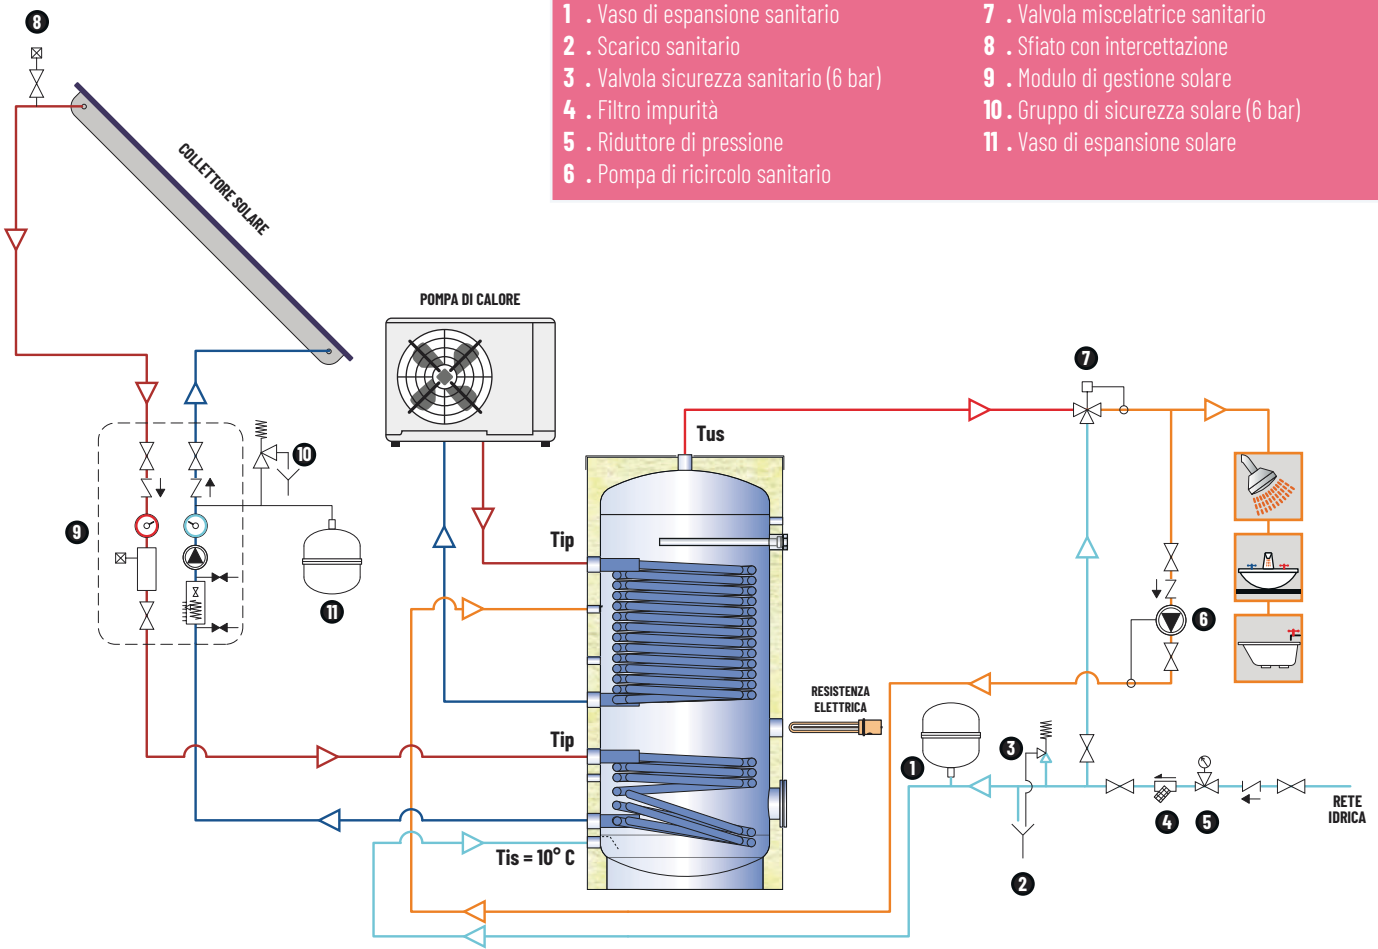 1 . Vaso di espansione sanitario
2 . Scarico sanitario
3 . Valvola sicurezza sanitario (6 bar)
4 . Filtro impurità
5 . Riduttore di pressione
6 . Pompa di ricircolo sanitario
7 . Valvola miscelatrice sanitario
8 . Sfiato con intercettazione
9 . Modulo di gestione solare
10 . Gruppo di sicurezza solare (6 bar)
11 . Vaso di espansione solare
8
COLLETTORE SOLARE
POMPA DI CALORE
7
Tus
10
9
Tip
11
6
RESISTENZA
ELETTRICA
Tip
3
1
4
5
RETE
IDRICA
Tis = 10° C
2